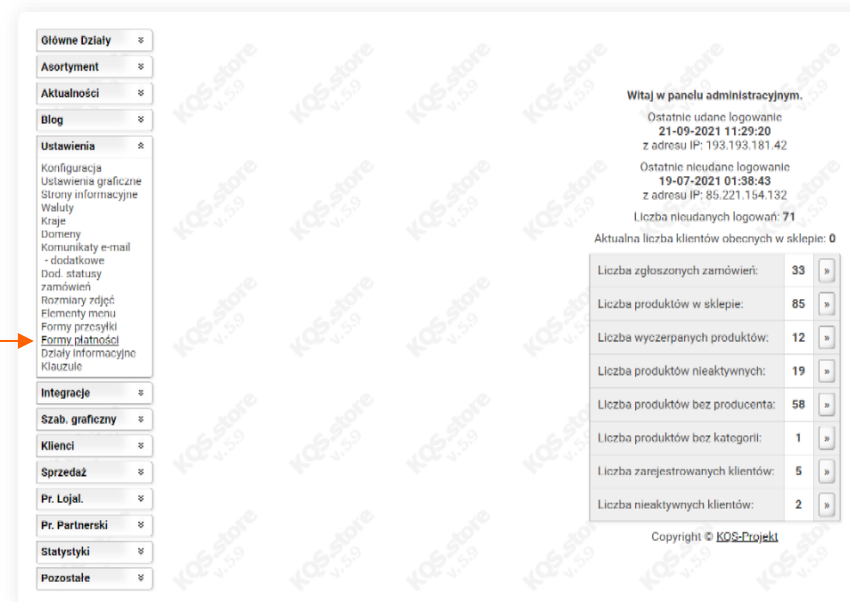 Główne Działy
Asortyment
Aktualności
Blog
Ustawienia
Konfiguracja
Ustawienia graficzne
Strony informacyjne
Waluty
Kraje
Domeny
Komunikaty e-mail
- dodatkowe
Dod. statusy
zamówień
Rozmiary zdjęć
Elementy menu
Formy przesyłki
Formy płatności
Działy informacyjne
Klauzule
Integracje
Szab. graficzny
Klienci
Sprzedaż
Pr. Lojal.
Pr. Partnerski
Statystyki
Pozostałe
Witaj w panelu administracyjnym.
Ostatnie udane logowanie
21-09-2021 11:29:20
z adresu IP: 193.193.181.42
Ostatnie nieudane logowanie
19-07-2021 01:38:43
z adresu IP: 85.221.154.132
Liczba nieudanych logowań: 71
Aktualna liczba klientów obecnych w sklepie: 0
Liczba zgłoszonych zamówień: 33 »
Liczba produktów w sklepie: 85 »
Liczba wyczerpanych produktów: 12 »
Liczba produktów nieaktywnych: 19 »
Liczba produktów bez producenta: 58 »
Liczba produktów bez kategorii: 1 »
Liczba zarejestrowanych klientów: 5 »
Liczba nieaktywnych klientów: 2 »
Copyright © KQS-Projekt
KQS.store
v. 5.9